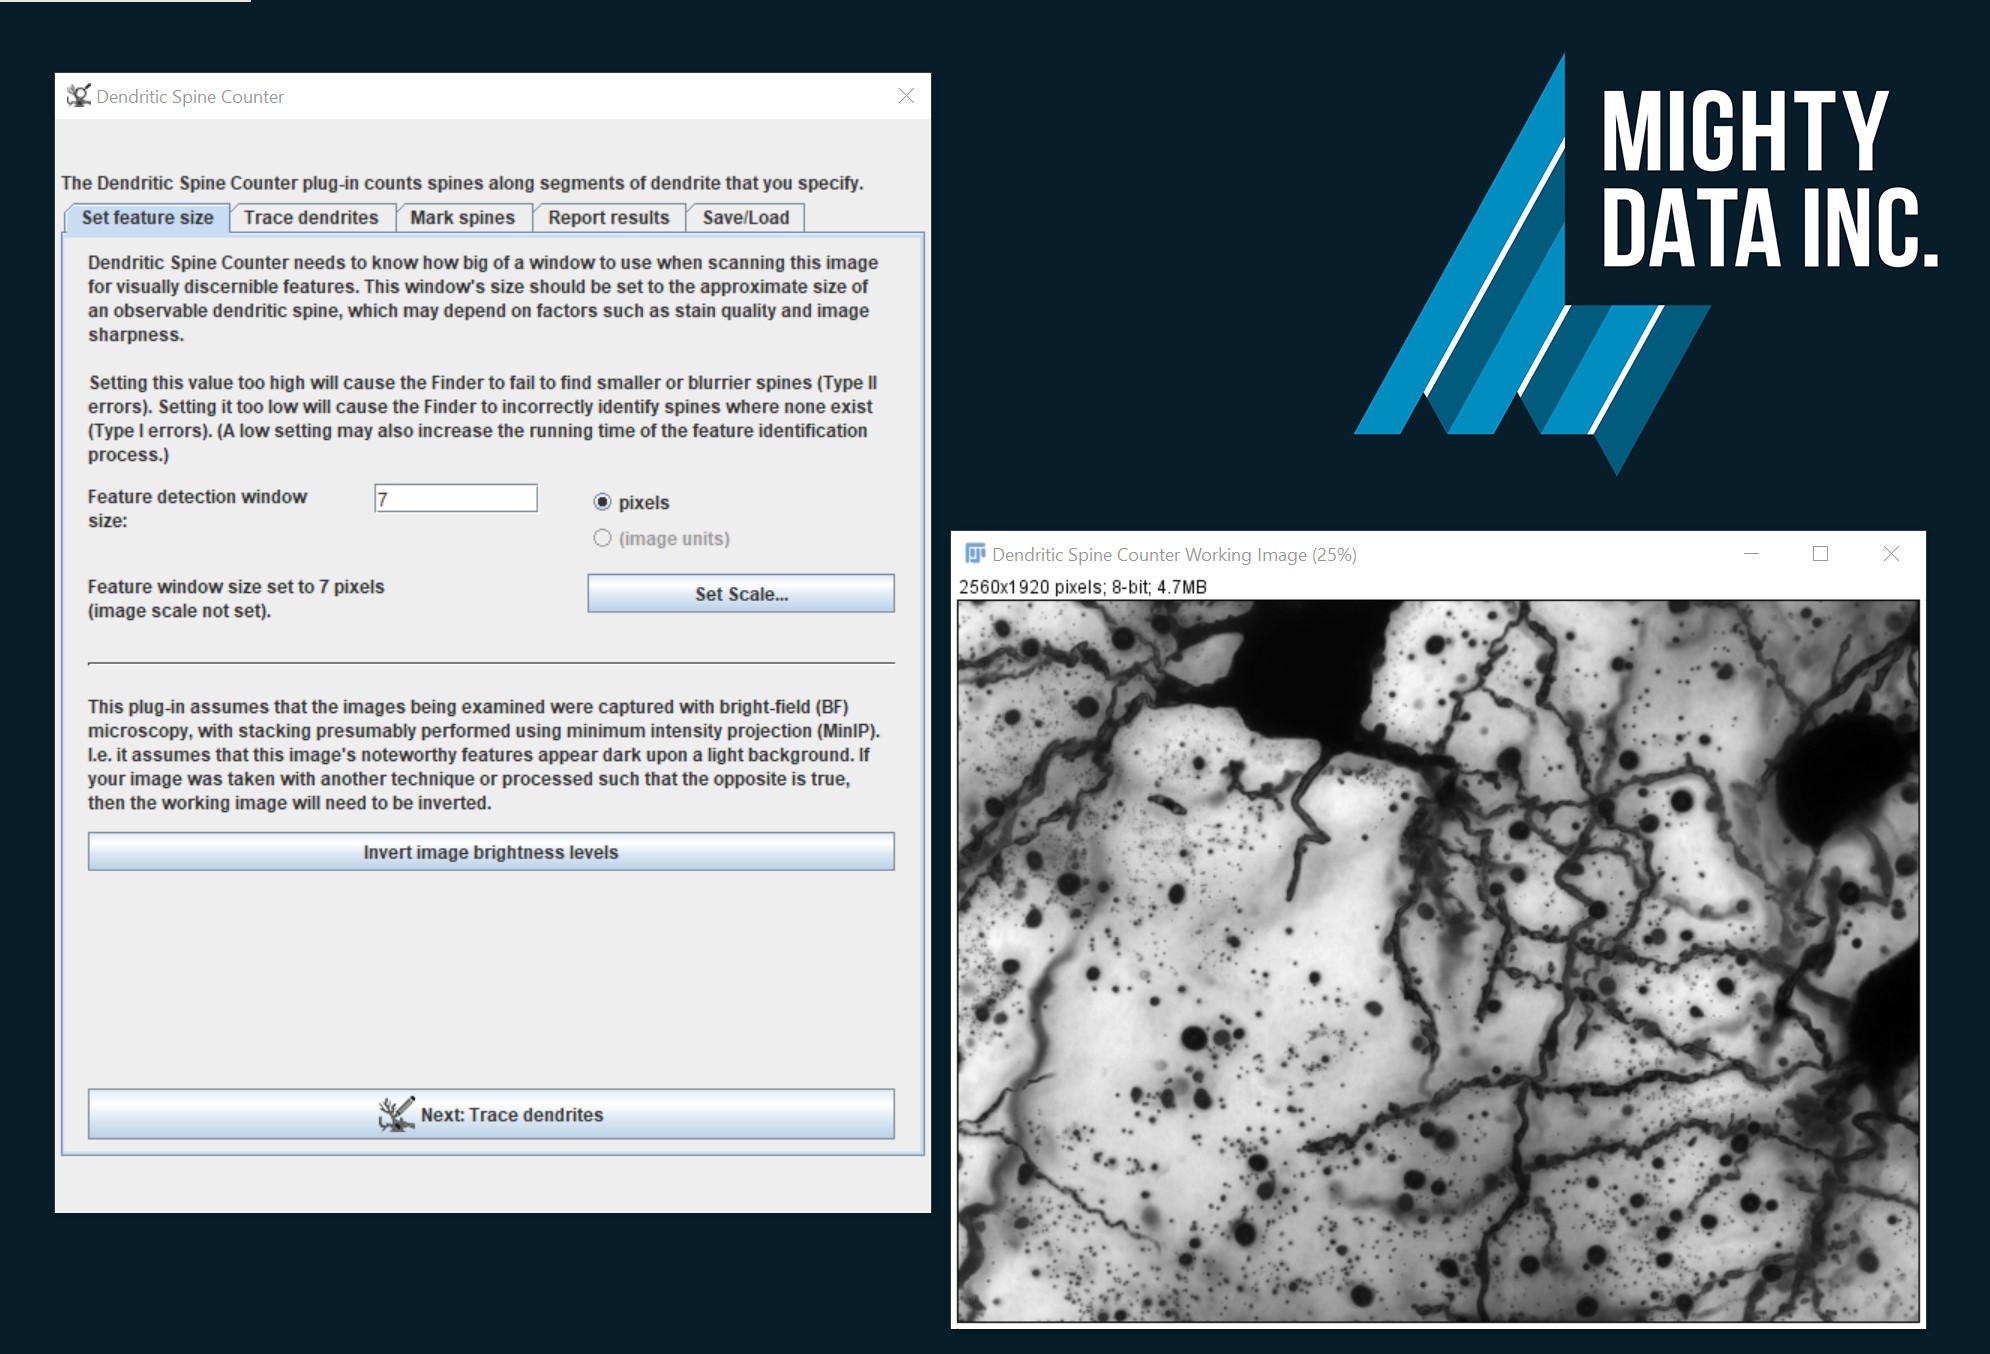 Dendritic Spine Counter
The Dendritic Spine Counter plug-in counts spines along segments of dendrite that you specify.
Set feature size
Trace dendrites
Mark spines
Report results
Save/Load
Dendritic Spine Counter needs to know how big of a window to use when scanning this image
for visually discernible features. This window's size should be set to the approximate size of
an observable dendritic spine, which may depend on factors such as stain quality and image
sharpness.
Setting this value too high will cause the Finder to fail to find smaller or blurrier spines (Type II
errors). Setting it too low will cause the Finder to incorrectly identify spines where none exist
(Type I errors). (A low setting may also increase the running time of the feature identification
process.)
Feature detection window
size:
7
pixels
(image units)
Feature window size set to 7 pixels
(image scale not set).
Set Scale...
This plug-in assumes that the images being examined were captured with bright-field (BF)
microscopy, with stacking presumably performed using minimum intensity projection (MinIP).
I.e. it assumes that this image's noteworthy features appear dark upon a light background. If
your image was taken with another technique or processed such that the opposite is true,
then the working image will need to be inverted.
Invert image brightness levels
Next: Trace dendrites
MIGHTY
DATA INC.
Dendritic Spine Counter Working Image (25%)
2560x1920 pixels; 8-bit; 4.7MB